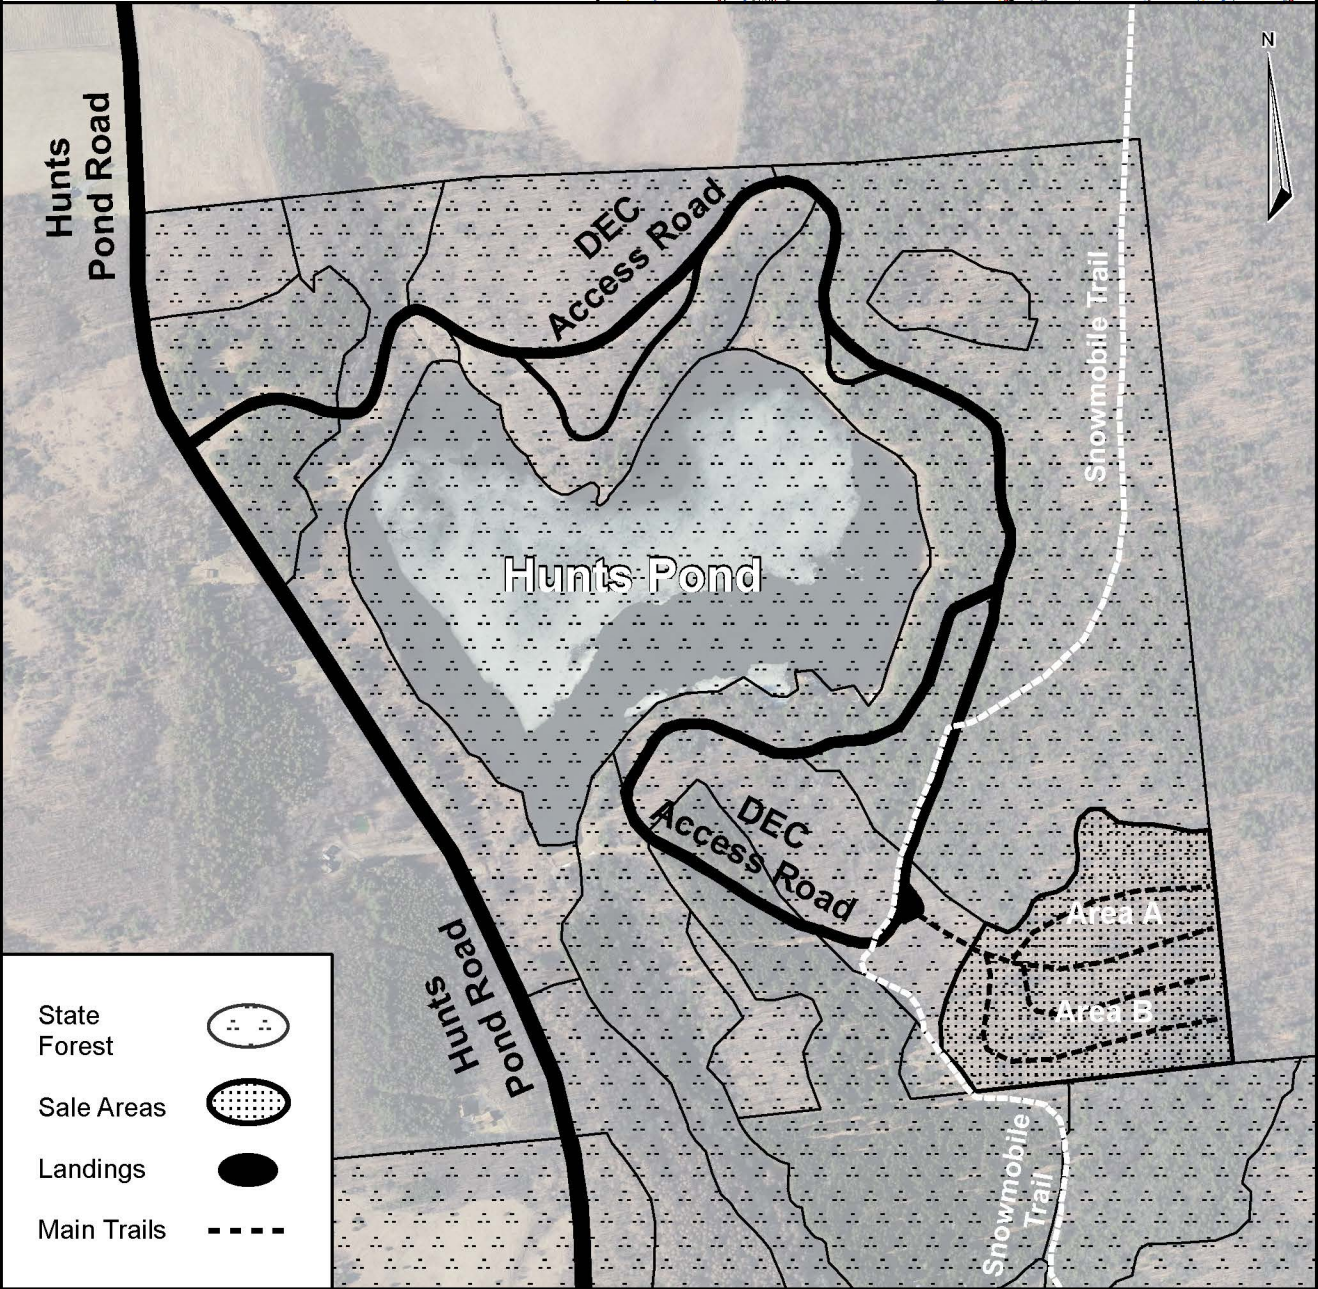 N
Hunts
Pond Road
DEC
Access Road
Snowmobile Trail
Hunts Pond
DEC
Access Road
Area A
Area B
Hunts
Pond Road
Snowmobile
Trail
State
Forest
Sale Areas
Landings
Main Trails